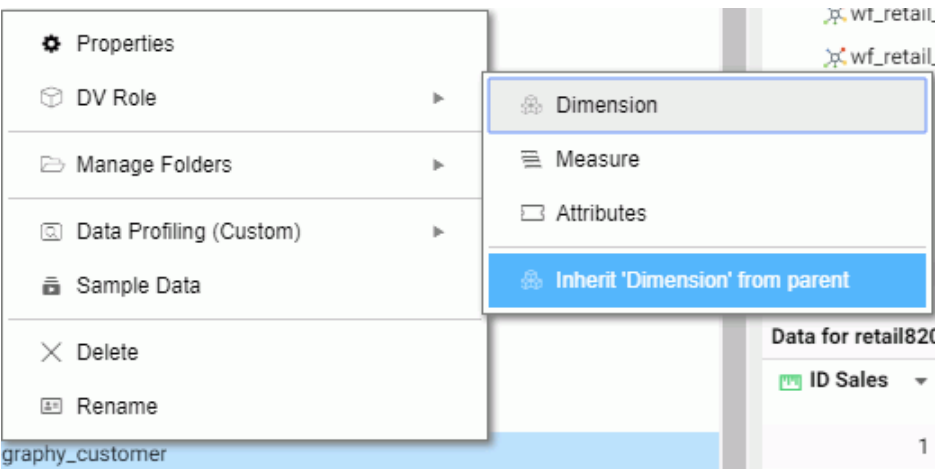 Properties
DV Role
Manage Folders
Data Profiling (Custom)
Sample Data
Delete
Rename
graphy_customer
wf_retail_
wf_retail_
Dimension
Measure
Attributes
Inherit 'Dimension' from parent
Data for retail820
ID Sales
1